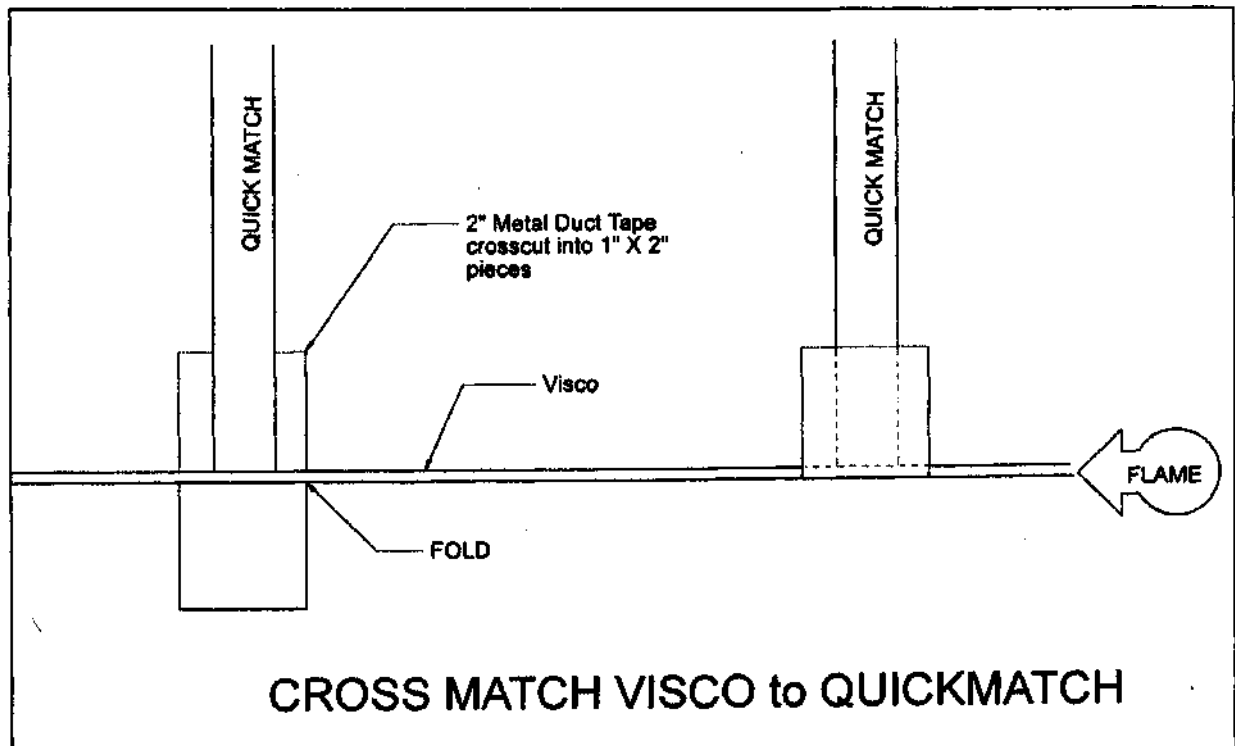 QUICK MATCH
QUICK MATCH
2" Metal Duct Tape
crosscut into 1" X 2"
pieces
Visco
FLAME
FOLD
CROSS MATCH VISCO to QUICKMATCH